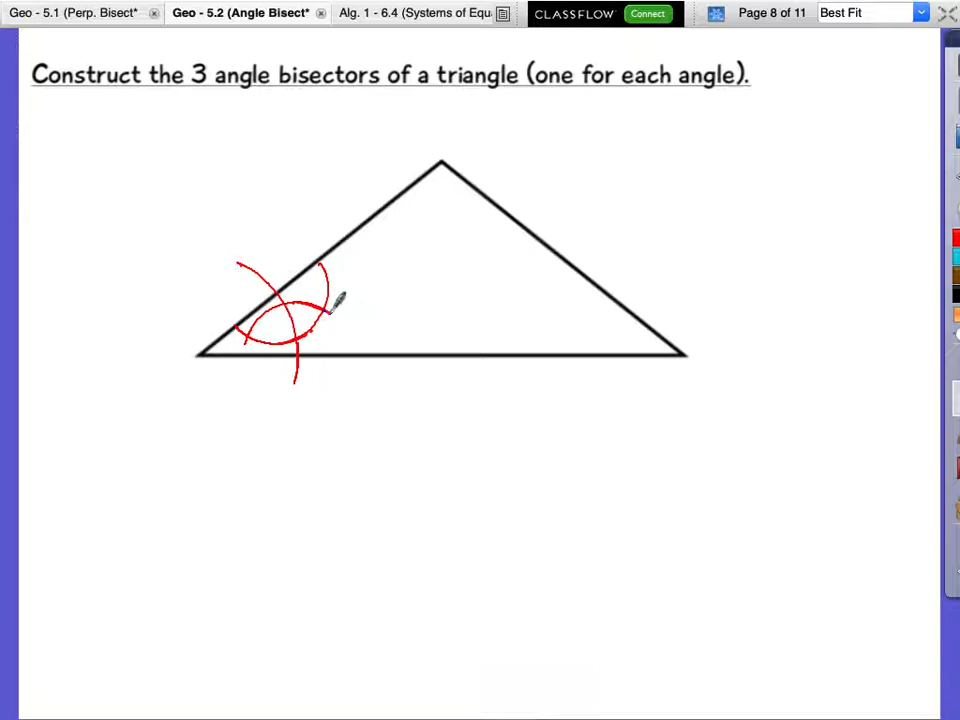 Geo - 5.1 (Perp. Bisect* Geo - 5.2 (Angle Bisect* Alg. 1 - 6.4 (Systems of Equ. CLASSFLOW Connect Page 8 of 11 Best Fit
Construct the 3 angle bisectors of a triangle (one for each angle).